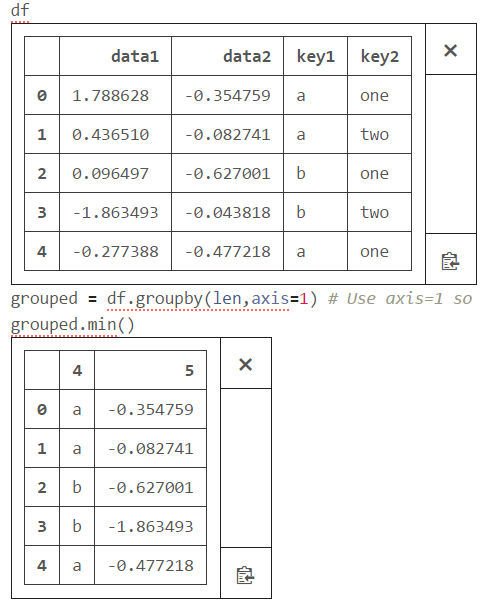 df
data1 data2 key1 key2
0 1.788628 -0.354759 a one
1 0.436510 -0.082741 a two
2 0.096497 -0.627001 b one
3 -1.863493 -0.043818 b two
4 -0.277388 -0.477218 a one
grouped = df.groupby(len,axis=1) # Use axis=1 so
grouped.min()
4 5
0 a -0.354759
1 a -0.082741
2 b -0.627001
3 b -1.863493
4 a -0.477218